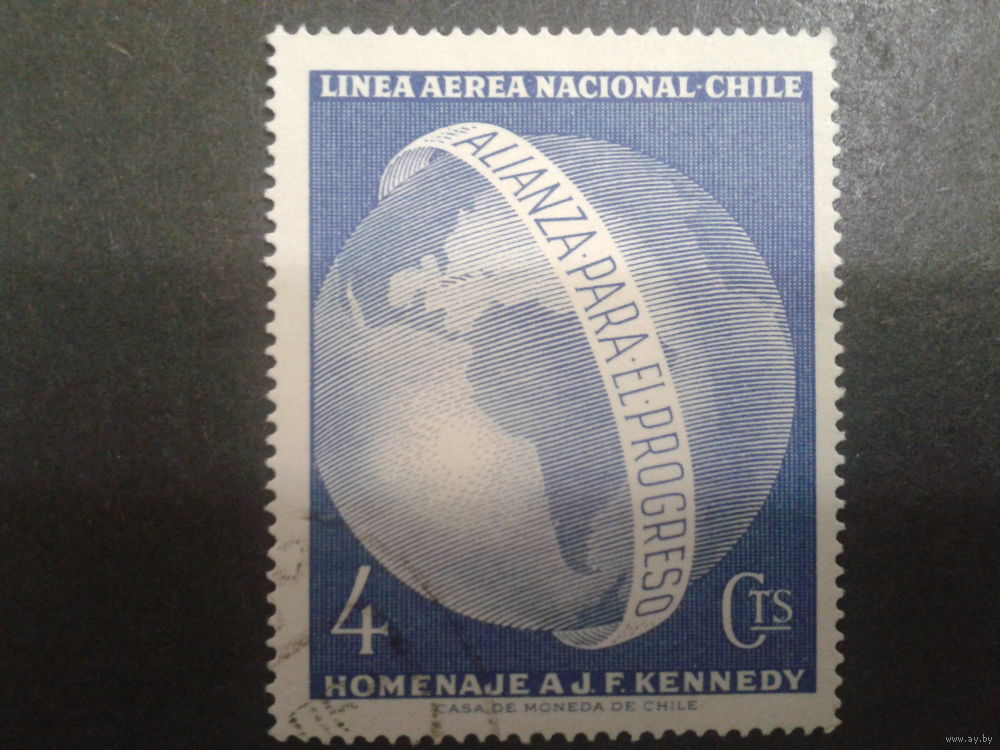 LINEA AEREA NACIONAL-CHILE
ALIANZA·PARA·EL·PROGRESO
4 CTS
HOMENAJE A J. F. KENNEDY
CASA DE MONEDA DE CHILE
www.ay.by